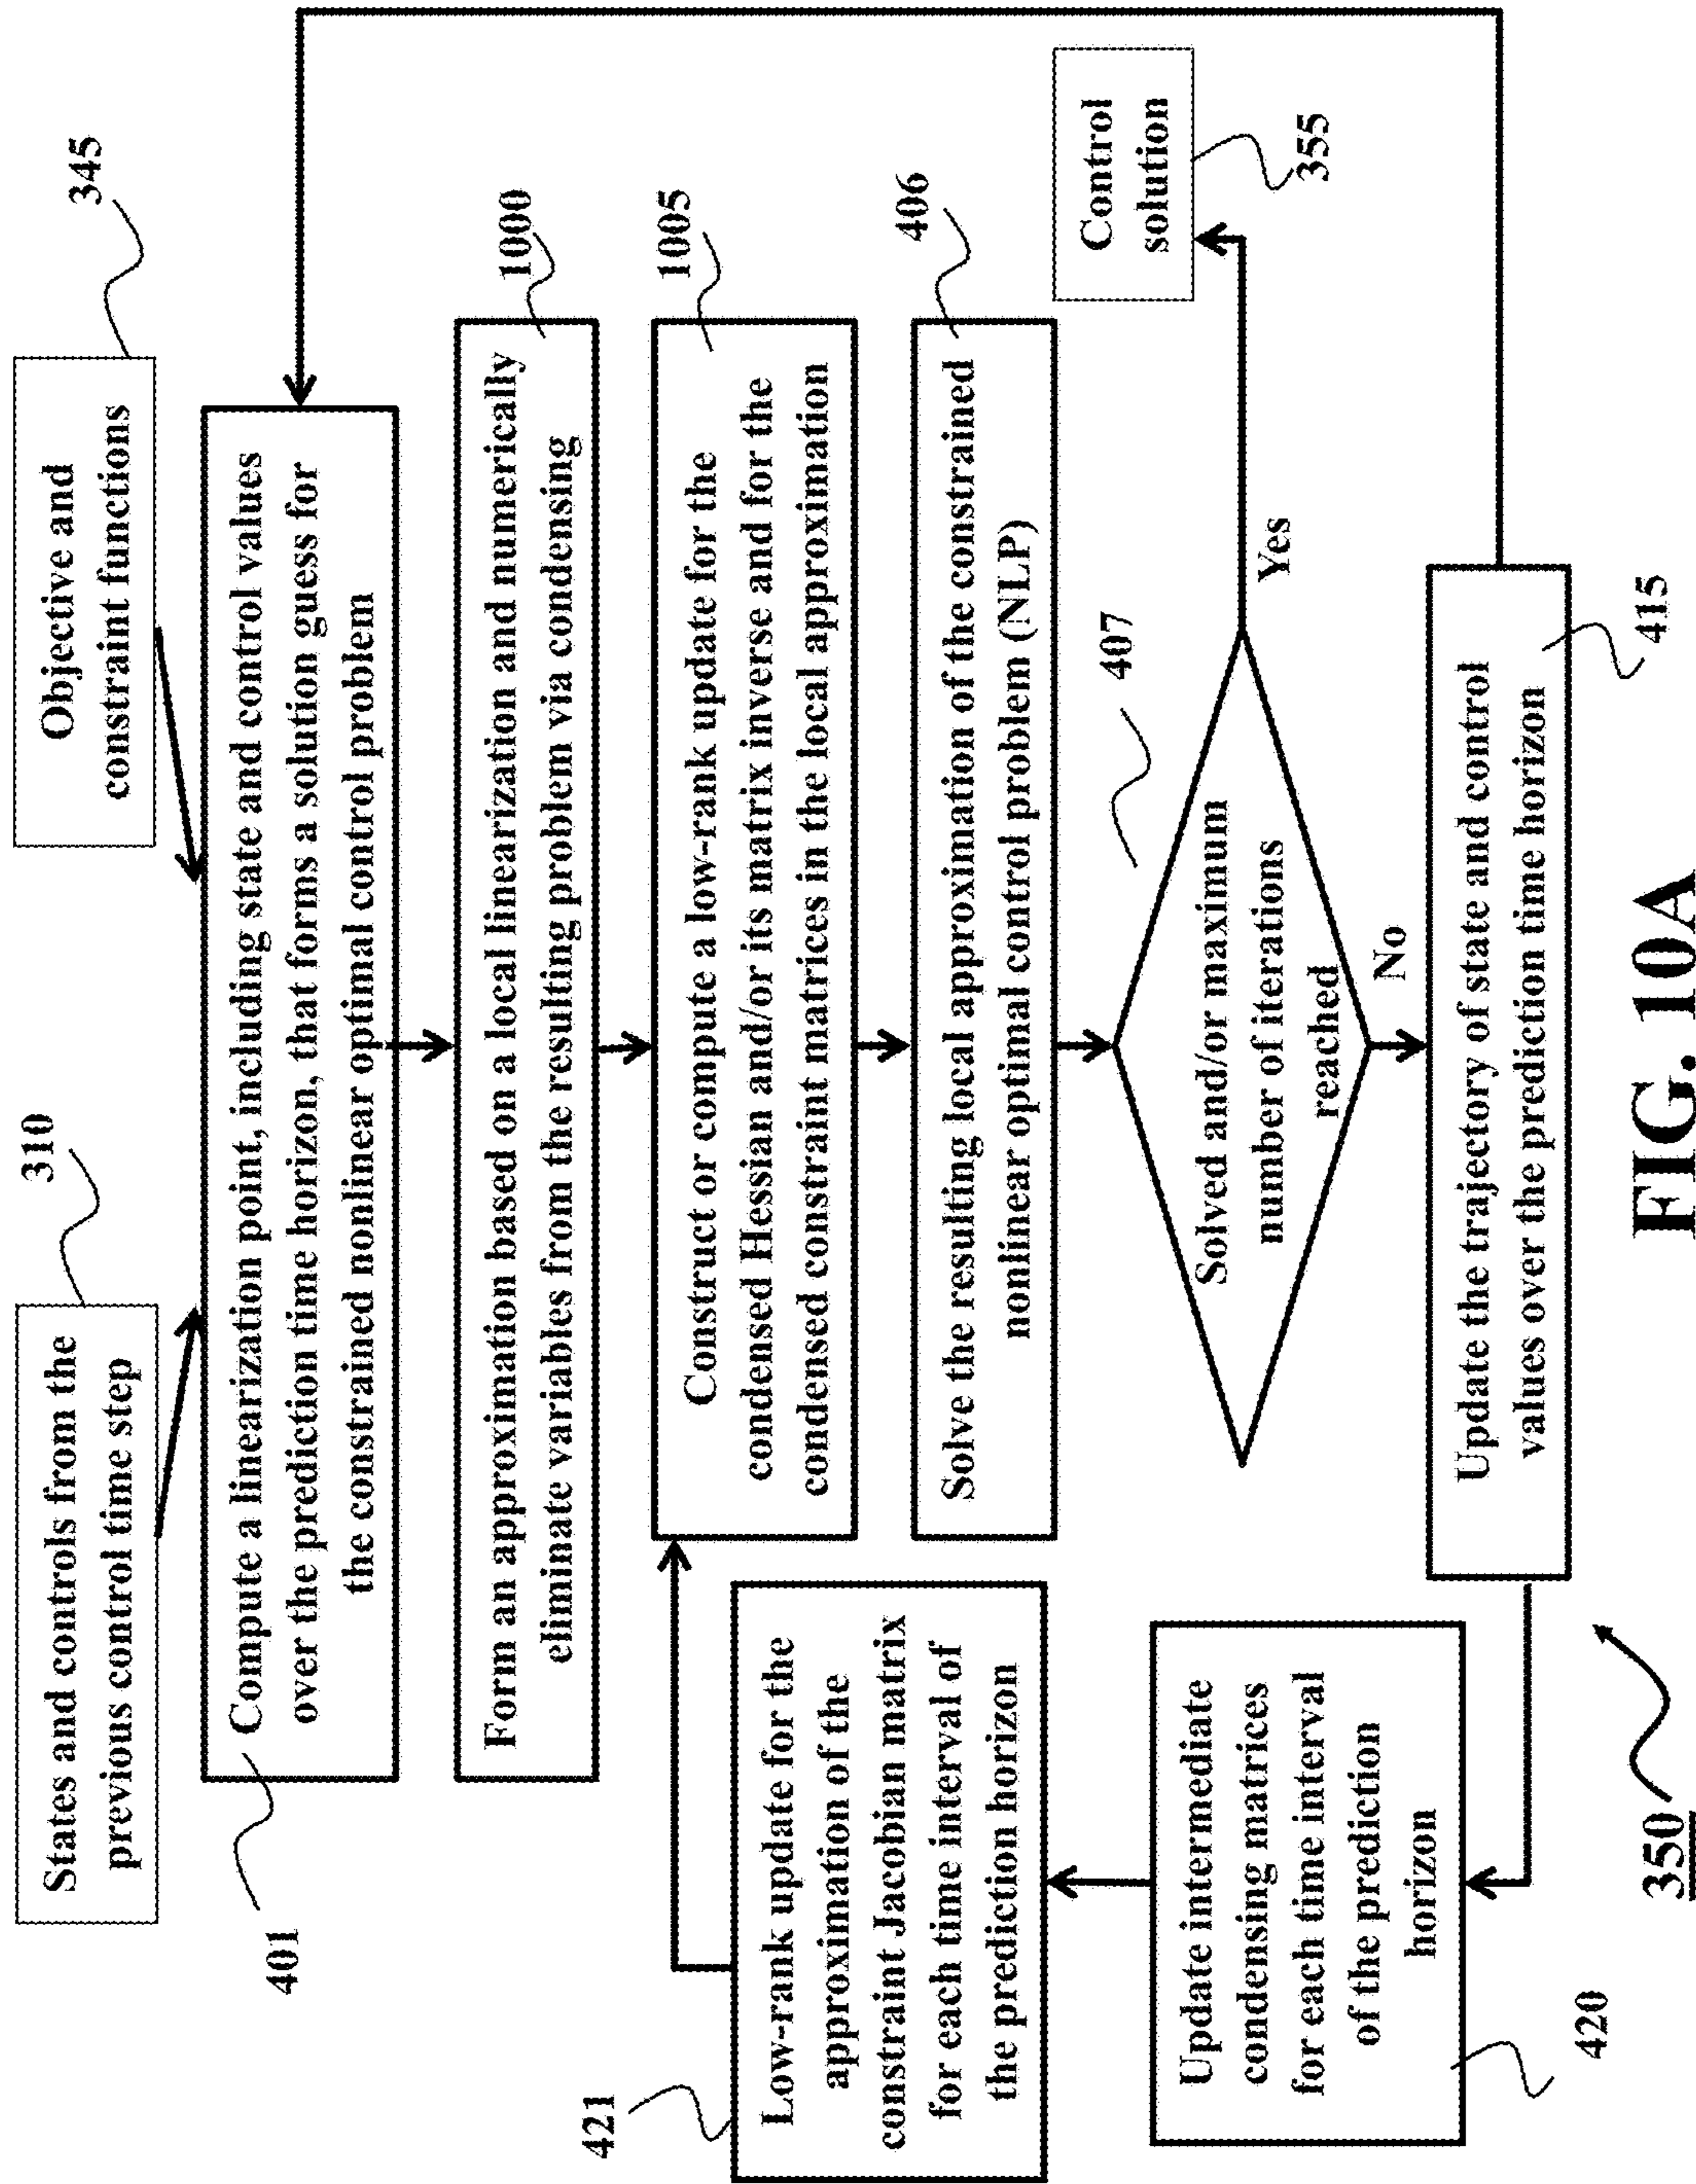 States and controls from the
previous control time step
310
Objective and
constraint functions
345
401
Compute a linearization point, including state and control values
over the prediction time horizon, that forms a solution guess for
the constrained nonlinear optimal control problem
Form an approximation based on a local linearization and numerically
eliminate variables from the resulting problem via condensing
1000
Construct or compute a low-rank update for the
condensed Hessian and/or its matrix inverse and for the
condensed constraint matrices in the local approximation
1005
Solve the resulting local approximation of the constrained
nonlinear optimal control problem (NLP)
406
Solved and/or maximum
number of iterations
reached
407
Yes
No
Control
solution
355
Update the trajectory of state and control
values over the prediction time horizon
415
421
Low-rank update for the
approximation of the
constraint Jacobian matrix
for each time interval of
the prediction horizon
Update intermediate
condensing matrices
for each time interval
of the prediction
horizon
420
350
FIG. 10A